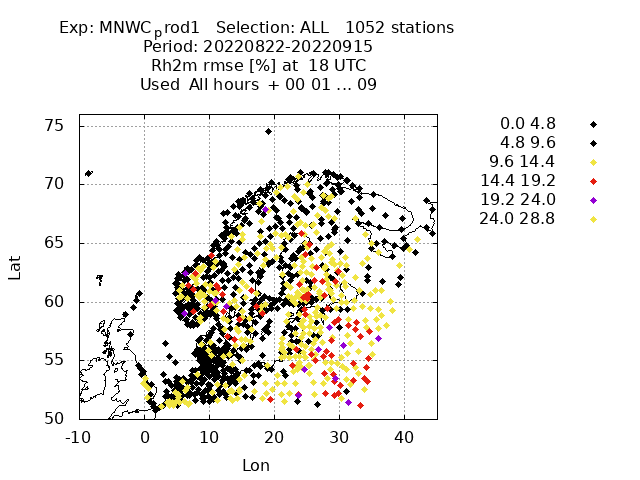 Exp: MNWC_prod1 Selection: ALL 1052 stations
Period: 20220822-20220915
Rh2m rmse [%] at 18 UTC
Used All hours + 00 01 ... 09
0.0 4.8
4.8 9.6
9.6 14.4
14.4 19.2
19.2 24.0
24.0 28.8
75
70
65
60
55
50
Lat
-10 0 10 20 30 40
Lon